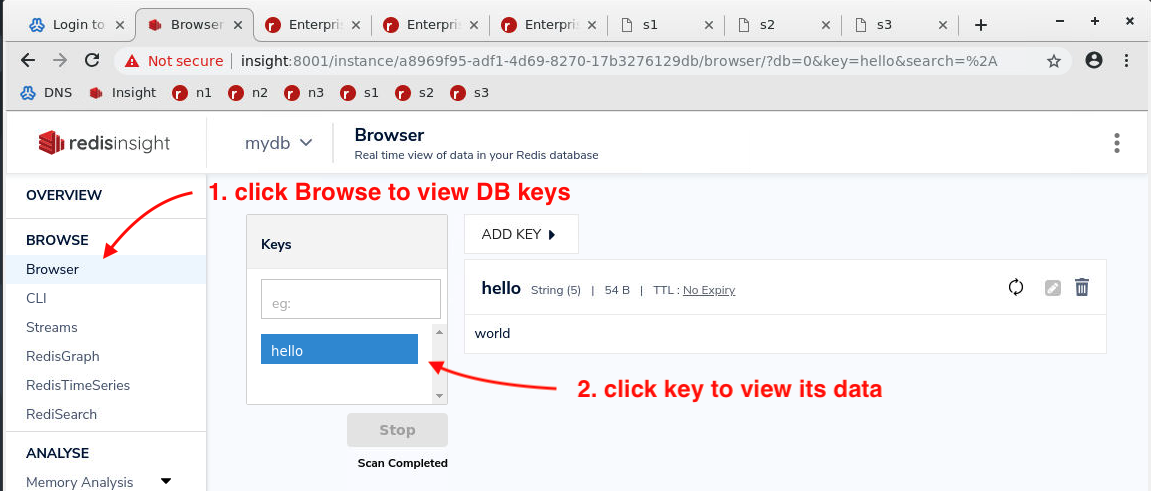 Login to
Browser
Enterpris
Enterpris
Enterpris
s1
s2
s3
Not secure
insight:8001/instance/a8969f95-adf1-4d69-8270-17b3276129db/browser/?db=0&key=hello&search=%2A
DNS
Insight
n1
n2
n3
s1
s2
s3
redisinsight
mydb
Browser
Real time view of data in your Redis database
OVERVIEW
1. click Browse to view DB keys
BROWSE
Browser
CLI
Streams
RedisGraph
RedisTimeSeries
RediSearch
ANALYSE
Memory Analysis
Keys
eg:
hello
Stop
Scan Completed
ADD KEY
hello String (5) | 54 B | TTL : No Expiry
world
2. click key to view its data